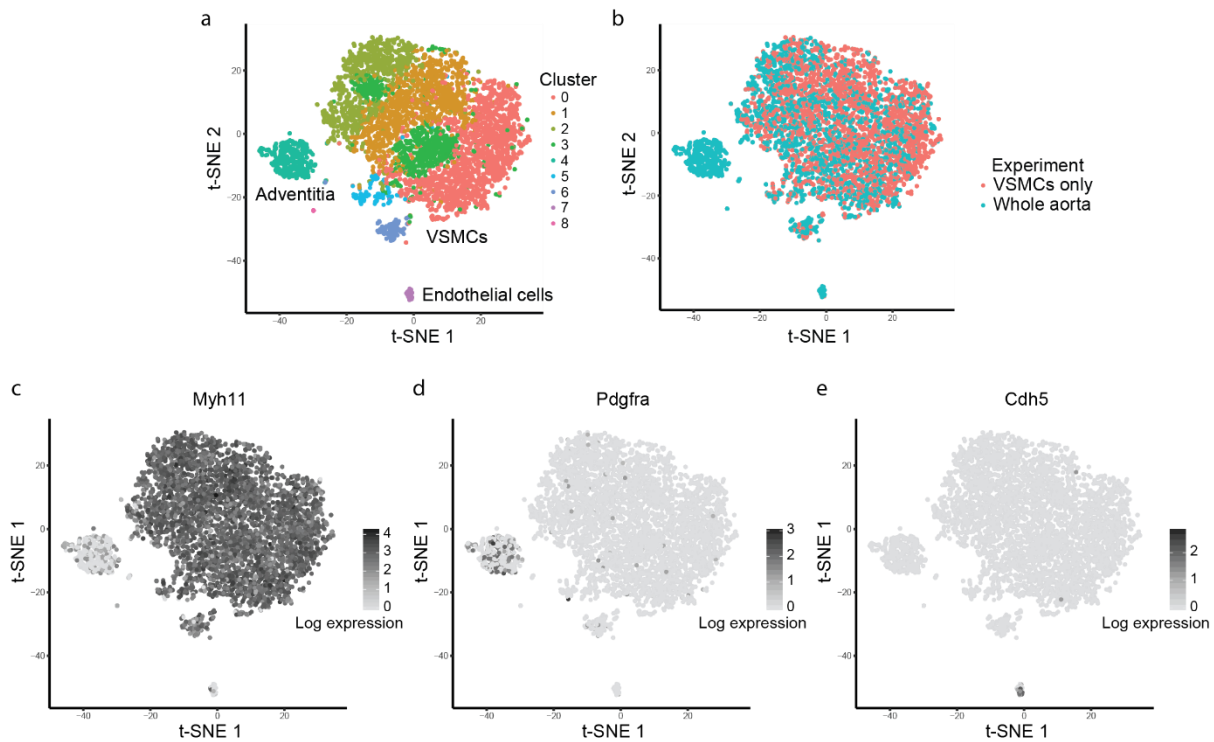 a
20
0
−20
−40
−40
−20
0
20
t-SNE 2
t-SNE 1
Adventitia
VSMCs
Endothelial cells
Cluster
0
1
2
3
4
5
6
7
8
b
20
0
−20
−40
−40
−20
0
20
t-SNE 2
t-SNE 1
Experiment
VSMCs only
Whole aorta
c
Myh11
20
0
−20
−40
−40
−20
0
20
t-SNE 1
t-SNE 1
4
3
2
1
0
Log expression
d
Pdgfra
20
0
−20
−40
−40
−20
0
20
t-SNE 1
t-SNE 1
3
2
1
0
Log expression
e
Cdh5
20
0
−20
−40
−40
−20
0
20
t-SNE 1
t-SNE 1
2
1
0
Log expression